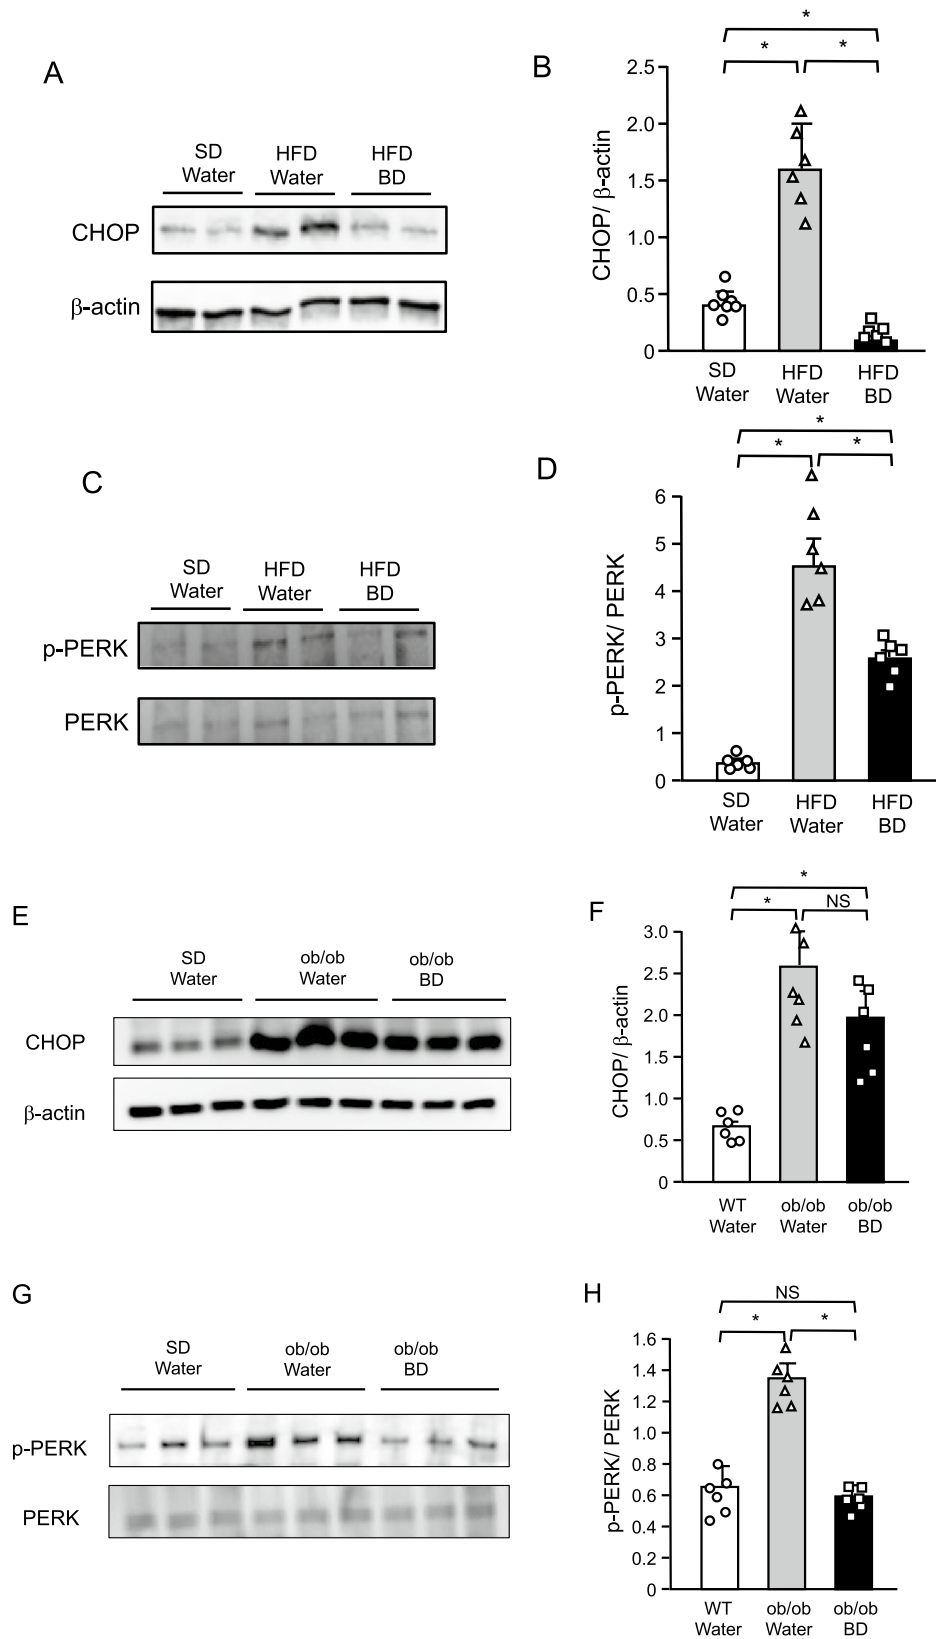 A
SD
Water
HFD
Water
HFD
BD
CHOP
β-actin
B
*
*
*
CHOP/ β-actin
2.5
2.0
1.5
1.0
0.5
0
SD
Water
HFD
Water
HFD
BD
C
SD
Water
HFD
Water
HFD
BD
p-PERK
PERK
D
*
*
*
p-PERK/ PERK
6
5
4
3
2
1
0
SD
Water
HFD
Water
HFD
BD
E
SD
Water
ob/ob
Water
ob/ob
BD
CHOP
β-actin
F
*
*
NS
CHOP/ β-actin
3.0
2.5
2.0
1.5
1.0
0.5
0
WT
Water
ob/ob
Water
ob/ob
BD
G
SD
Water
ob/ob
Water
ob/ob
BD
p-PERK
PERK
H
NS
*
*
p-PERK/ PERK
1.6
1.4
1.2
1.0
0.8
0.6
0.4
0.2
0
WT
Water
ob/ob
Water
ob/ob
BD